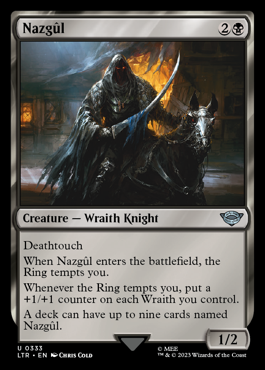 Nazgûl 2
Creature — Wraith Knight
Deathtouch
When Nazgûl enters the battlefield, the
Ring tempts you.
Whenever the Ring tempts you, put a
+1/+1 counter on each Wraith you control.
A deck can have up to nine cards named
Nazgûl.
1/2
U 0333
LTR • EN Chris Cold
© MEE
™ & © 2023 Wizards of the Coast